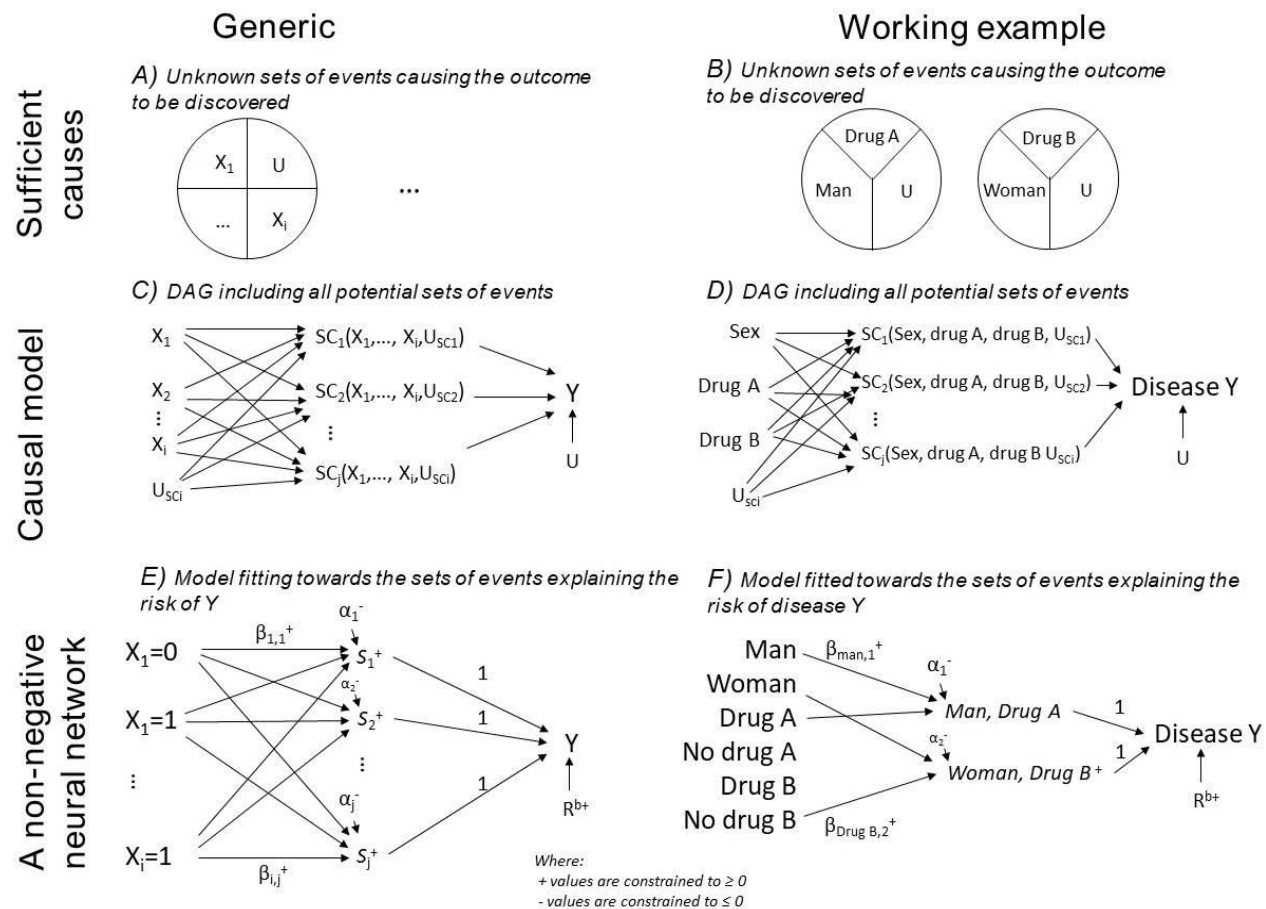 Generic
Working example
Sufficient
causes
A) Unknown sets of events causing the outcome
to be discovered
X1
U
...
Xi
...
B) Unknown sets of events causing the outcome
to be discovered
Drug A
Man
U
Drug B
Woman
U
Causal model
C) DAG including all potential sets of events
X1
X2
⋮
Xi
USCi
SC1(X1,..., Xi,USC1)
SC2(X1,..., Xi,USC2)
⋮
SCj(X1,..., Xi,USCi)
Y
U
D) DAG including all potential sets of events
Sex
Drug A
Drug B
Usci
SC1(Sex, drug A, drug B, USC1)
SC2(Sex, drug A, drug B, USC2)
⋮
SCj(Sex, drug A, drug B USCi)
Disease Y
U
A non-negative
neural network
E) Model fitting towards the sets of events explaining the
risk of Y
X1=0
X1=1
⋮
Xi=1
β1,1+
βi,j+
α1-
S1+
α2-
S2+
⋮
αj-
Sj+
1
1
1
Y
Rb+
F) Model fitted towards the sets of events explaining the
risk of disease Y
Man
Woman
Drug A
No drug A
Drug B
No drug B
βman,1+
βDrug B,2+
α1-
Man, Drug A
α2-
Woman, Drug B+
1
1
Disease Y
Rb+
Where:
+ values are constrained to ≥ 0
- values are constrained to ≤ 0